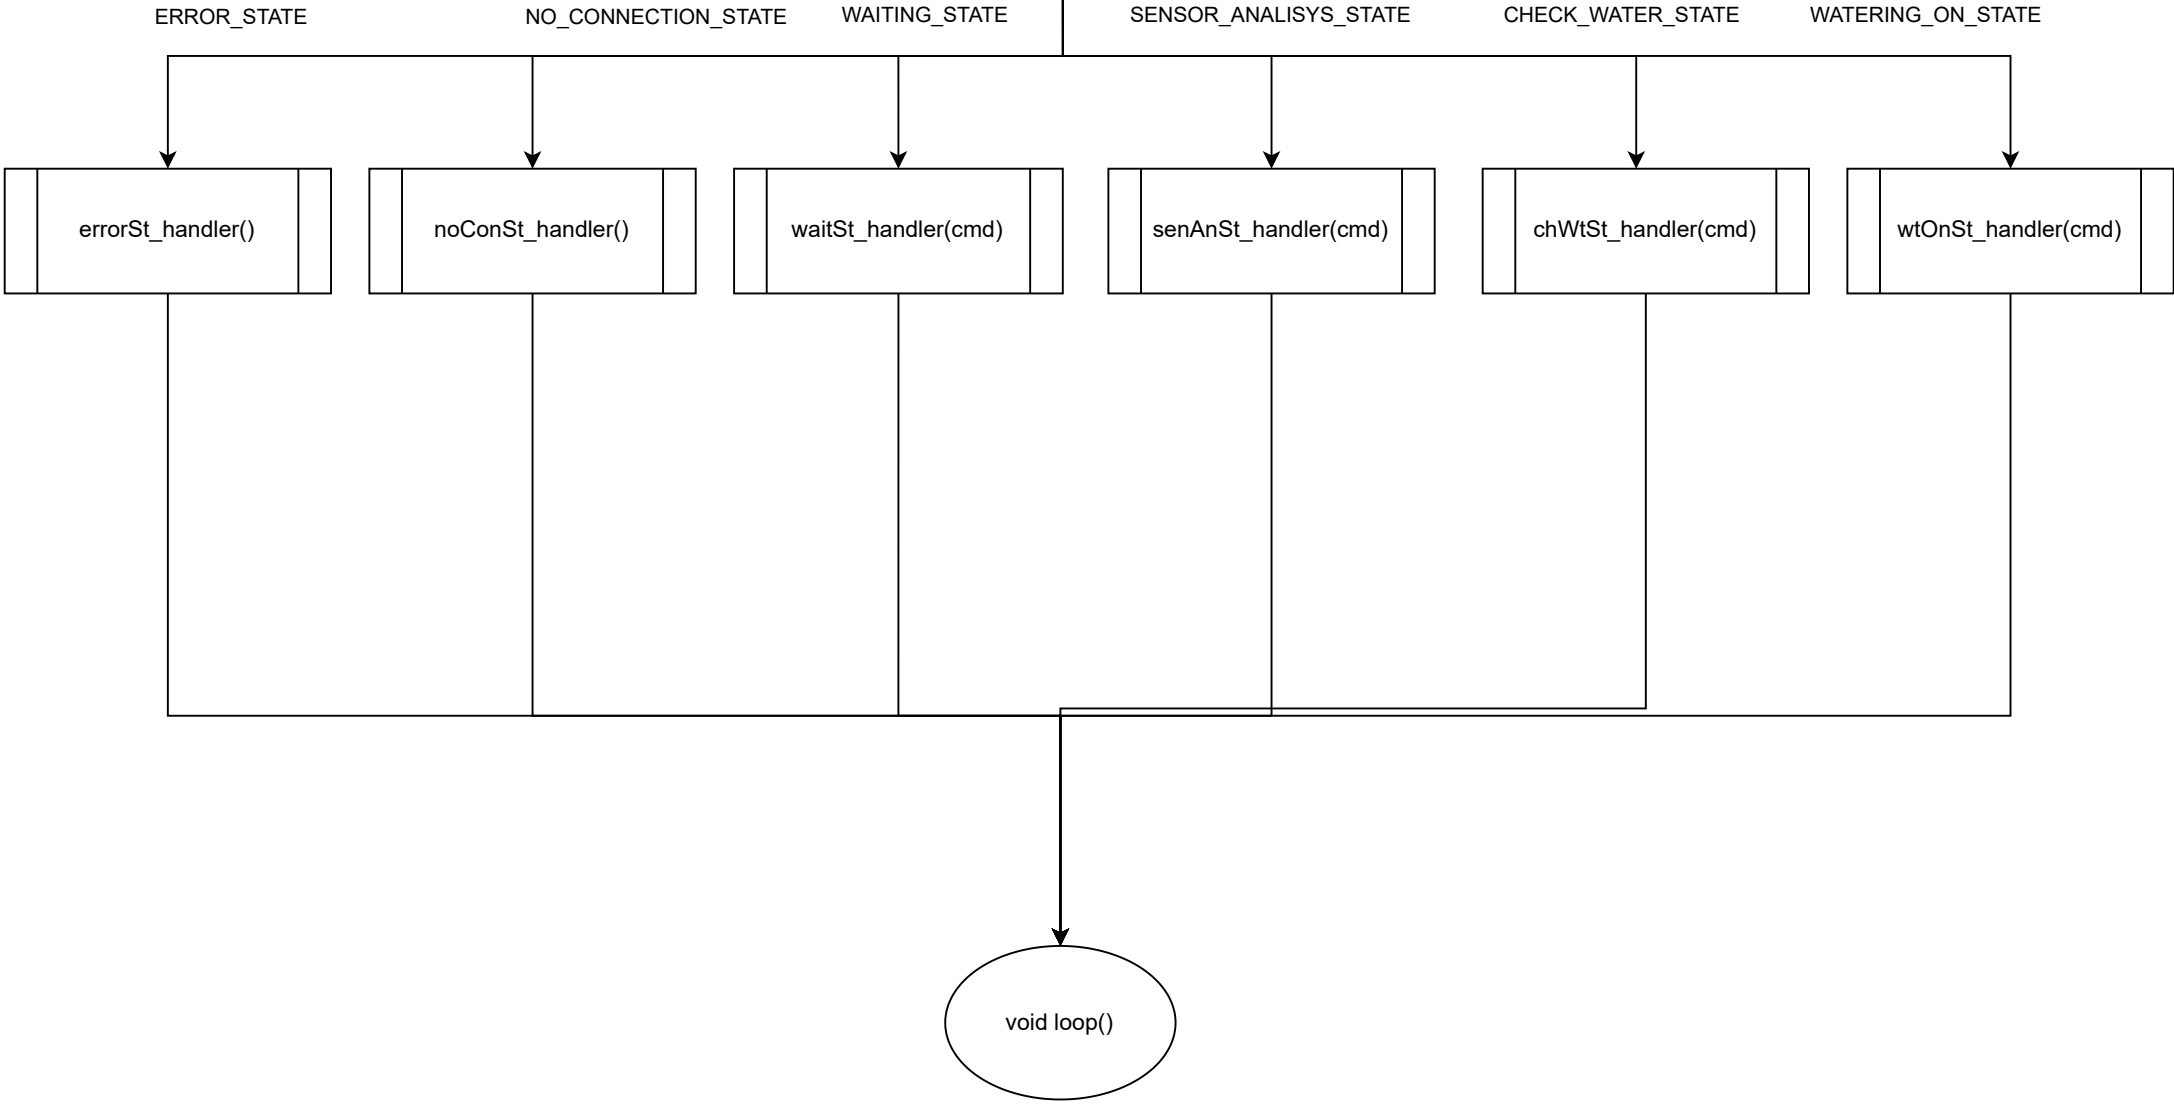 ERROR_STATE
NO_CONNECTION_STATE
WAITING_STATE
SENSOR_ANALISYS_STATE
CHECK_WATER_STATE
WATERING_ON_STATE
errorSt_handler()
noConSt_handler()
waitSt_handler(cmd)
senAnSt_handler(cmd)
chWtSt_handler(cmd)
wtOnSt_handler(cmd)
void loop()